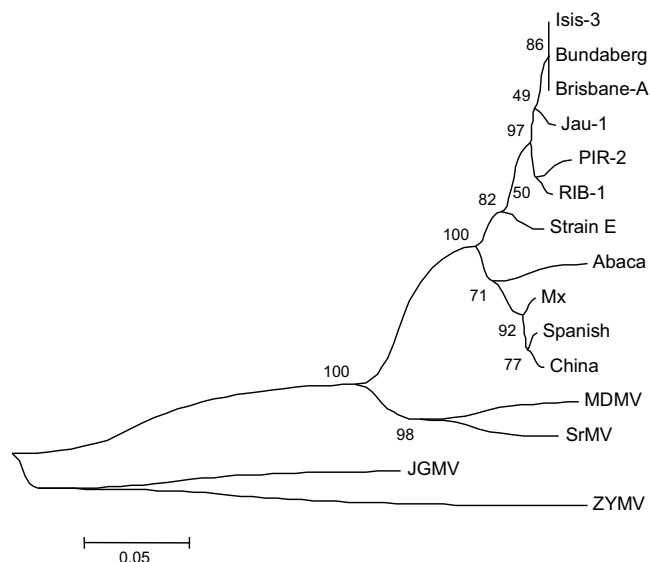 Isis-3
86
Bundaberg
Brisbane-A
49
Jau-1
97
PIR-2
50
RIB-1
82
Strain E
100
Abaca
71
Mx
92
Spanish
77
China
100
MDMV
98
SrMV
JGMV
ZYMV
0.05